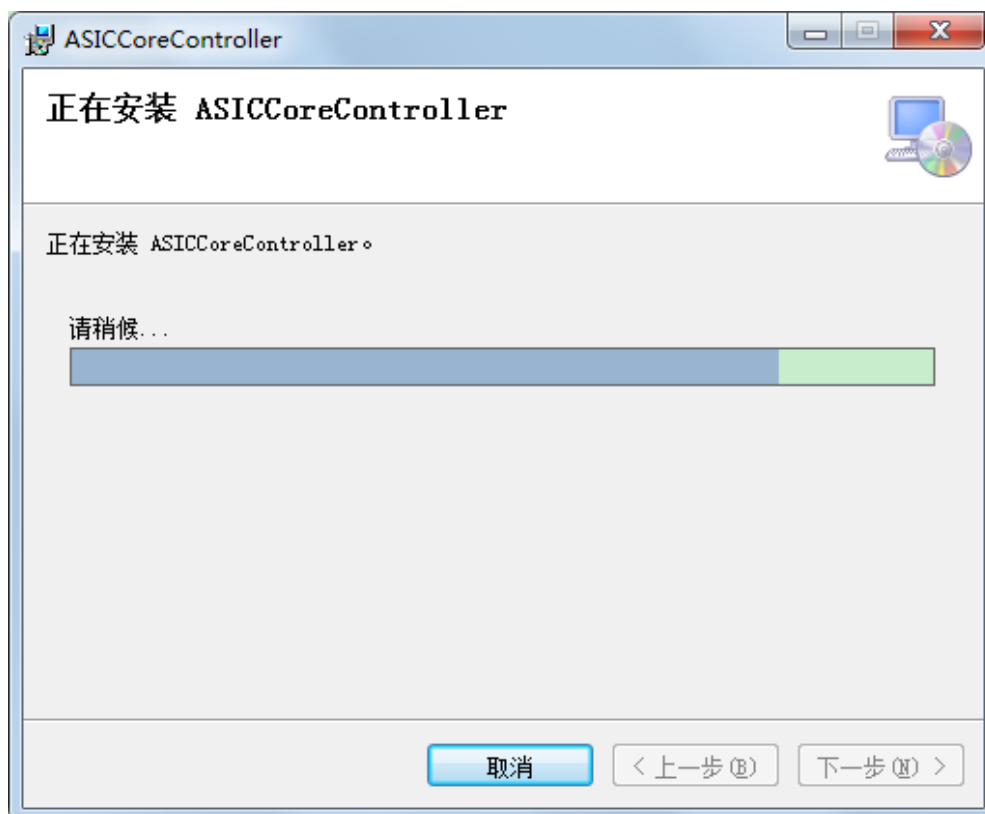 ASICCoreController
正在安装 ASICCoreController
正在安装 ASICCoreController。
请稍候...
取消
< 上一步(B)
下一步(N) >